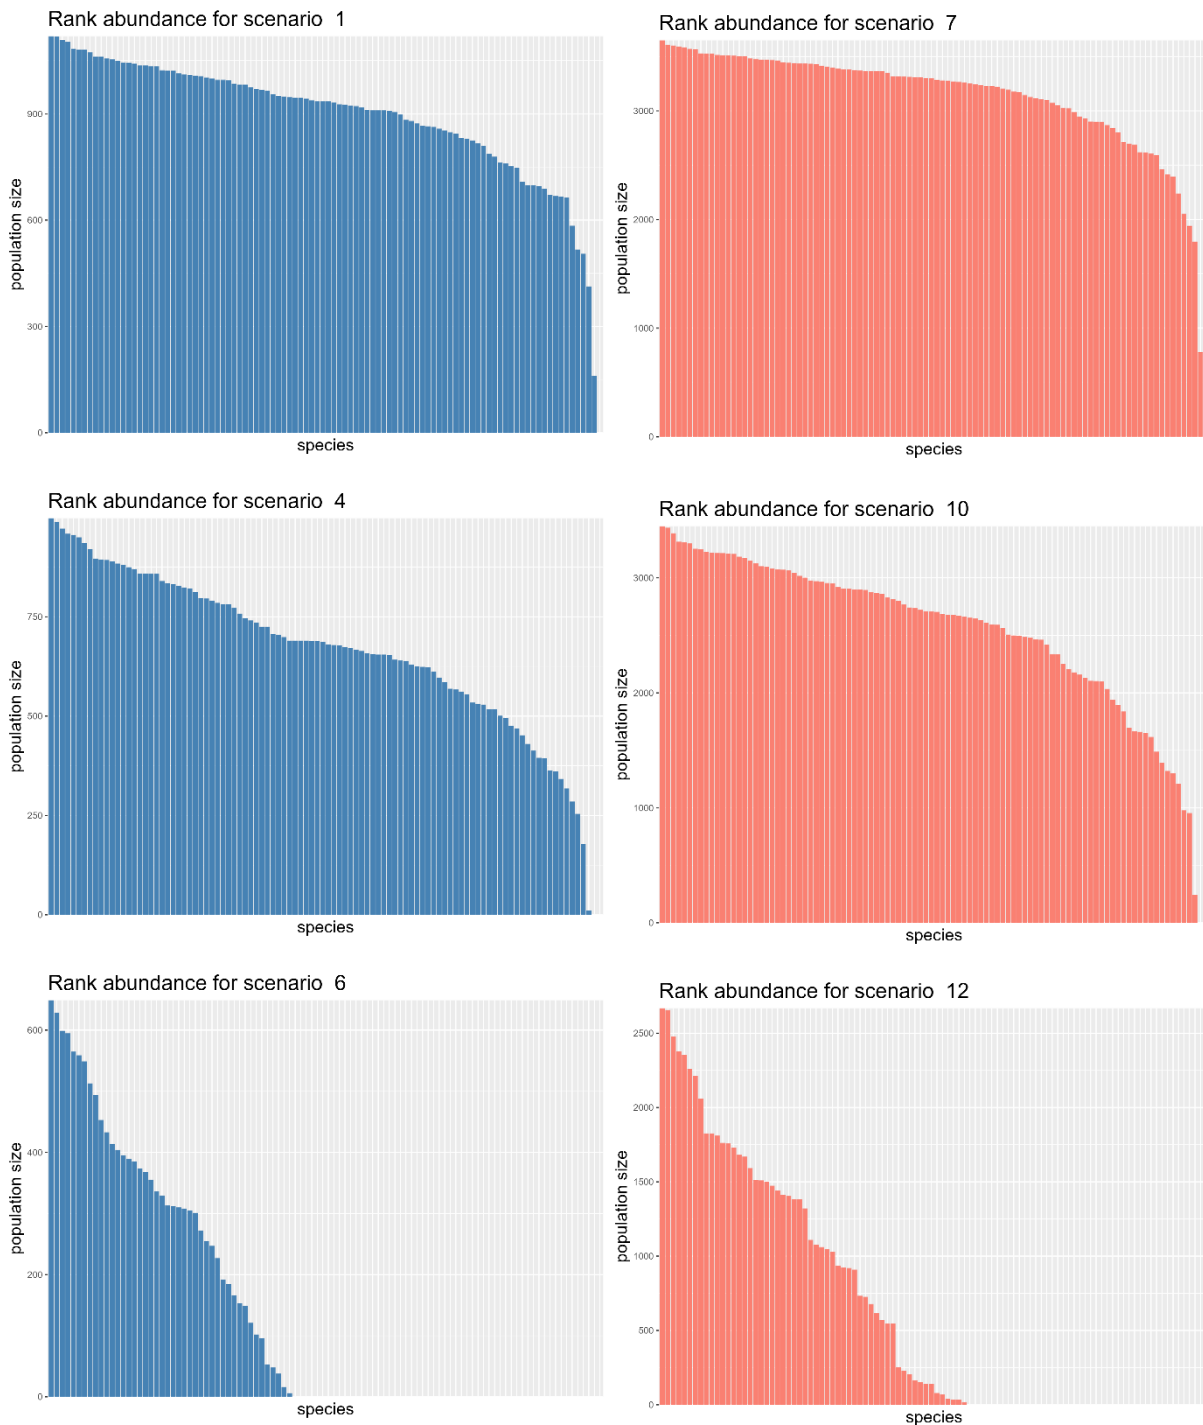 Rank abundance for scenario 1
population size
900
600
300
0
species
Rank abundance for scenario 7
population size
3000
2000
1000
0
species
Rank abundance for scenario 4
population size
750
500
250
0
species
Rank abundance for scenario 10
population size
3000
2000
1000
0
species
Rank abundance for scenario 6
population size
600
400
200
0
species
Rank abundance for scenario 12
population size
2500
2000
1500
1000
500
0
species